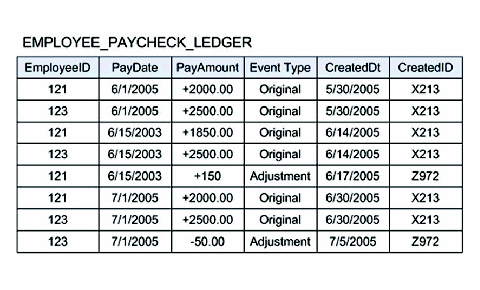 EMPLOYEE_PAYCHECK_LEDGER
EmployeeID PayDate PayAmount Event Type CreatedDt CreatedID
121 6/1/2005 +2000.00 Original 5/30/2005 X213
123 6/1/2005 +2500.00 Original 5/30/2005 X213
121 6/15/2003 +1850.00 Original 6/14/2005 X213
123 6/15/2003 +2500.00 Original 6/14/2005 X213
121 6/15/2003 +150 Adjustment 6/17/2005 Z972
121 7/1/2005 +2000.00 Original 6/30/2005 X213
123 7/1/2005 +2500.00 Original 6/30/2005 X213
123 7/1/2005 -50.00 Adjustment 7/5/2005 Z972